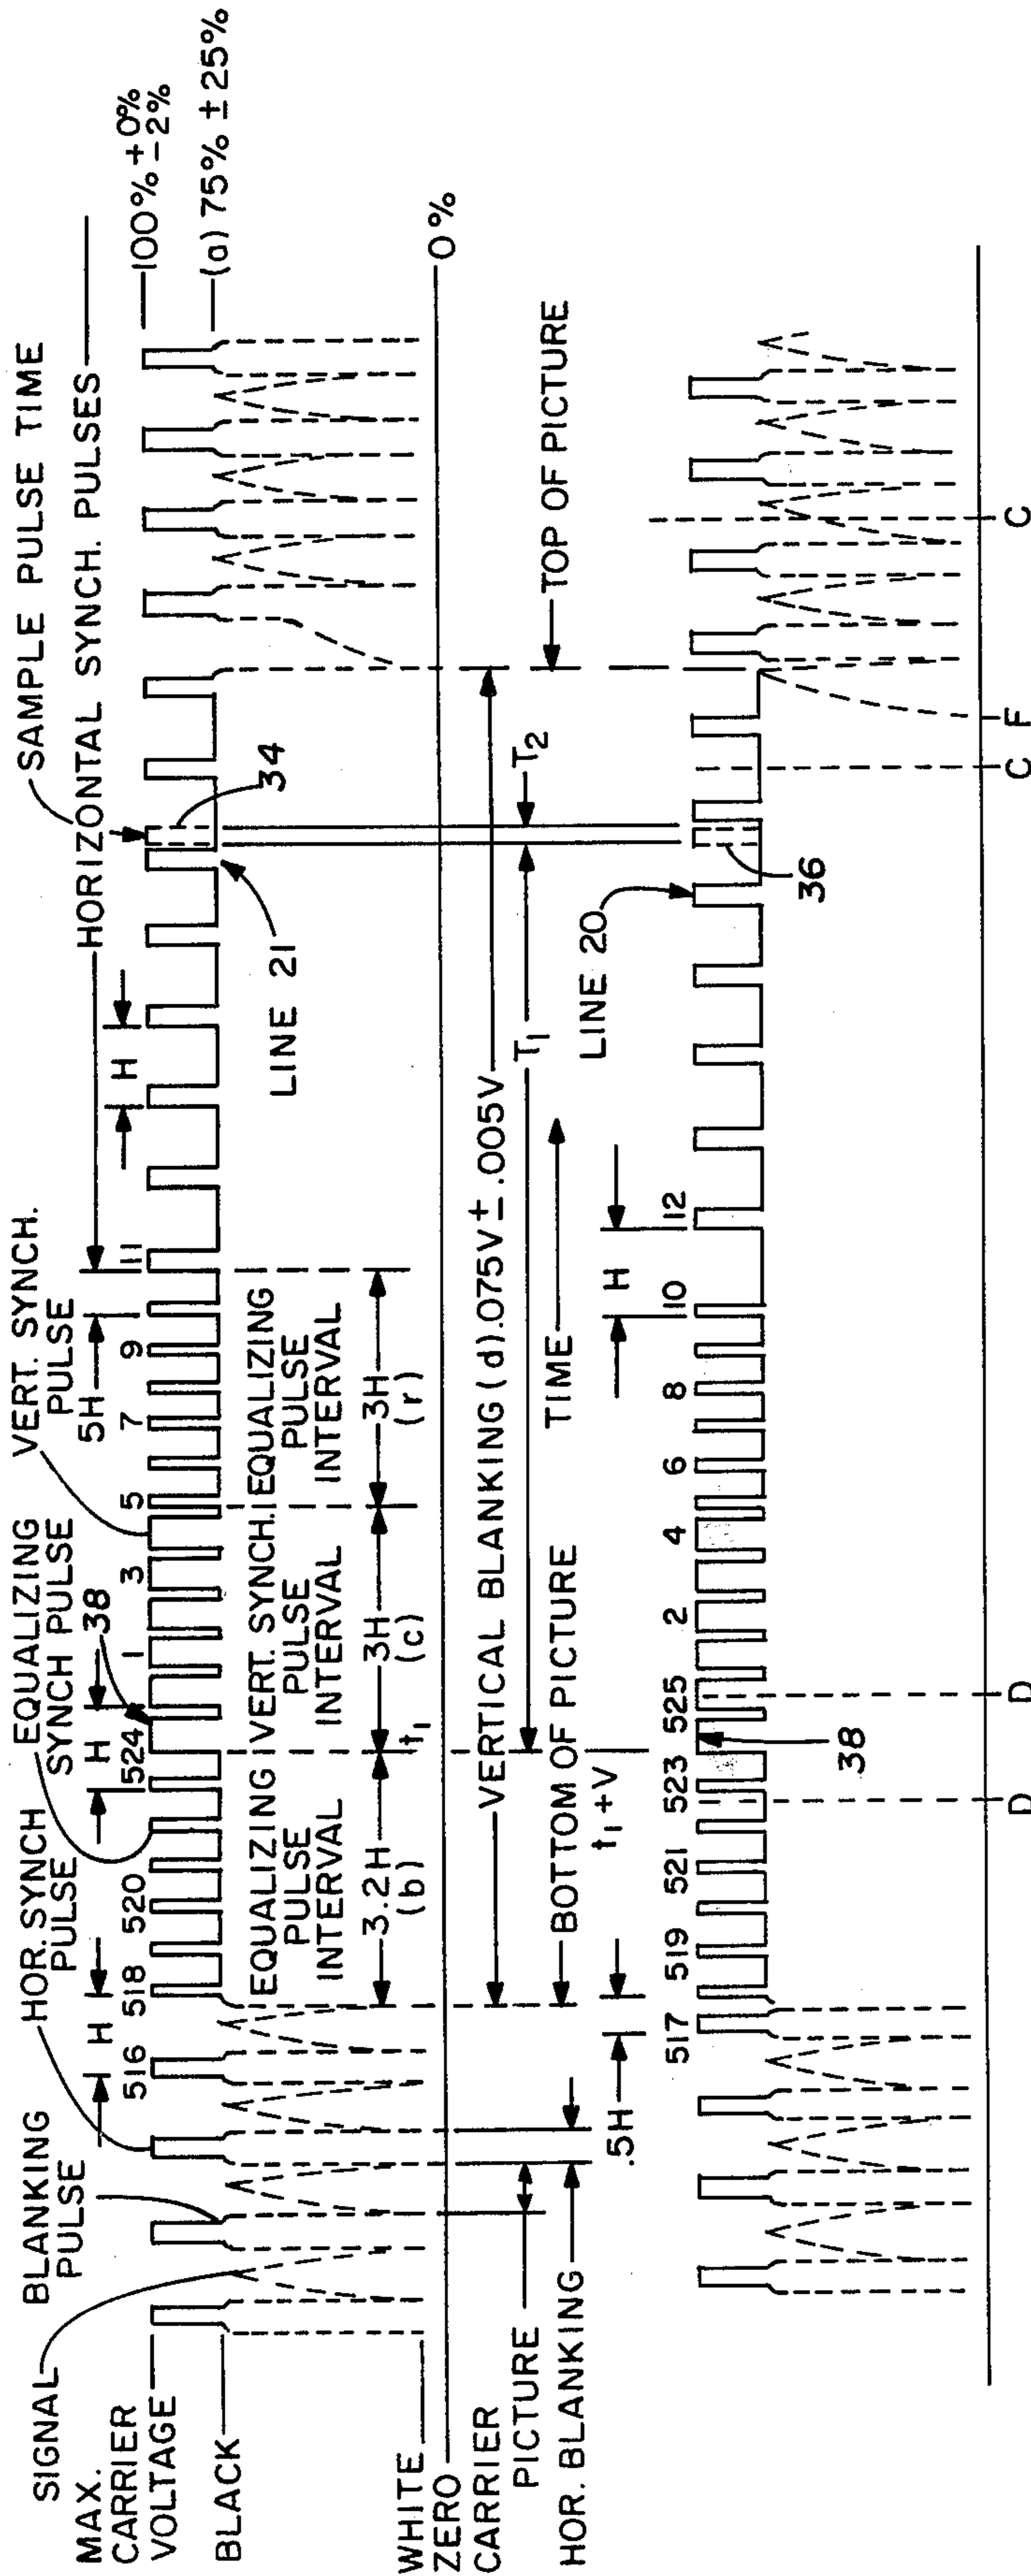 SIGNAL
MAX.
CARRIER
VOLTAGE
BLACK
WHITE
ZERO
CARRIER
PICTURE
HOR. BLANKING
BLANKING
PULSE
HOR. SYNCH
PULSE
EQUALIZING
SYNCH PULSE
VERT. SYNCH.
PULSE
SAMPLE PULSE TIME
HORIZONTAL SYNCH. PULSES
100% +0%
-2%
(a) 75% ±25%
0%
H
516
518
520
H
524
38
1
3
5
7
9
11
5H
H
LINE 21
34
EQUALIZING
PULSE
INTERVAL
3.2H
(b)
VERT. SYNCH.
PULSE
INTERVAL
3H
(c)
t1
EQUALIZING
PULSE
INTERVAL
3H
(r)
VERTICAL BLANKING (d).075V±.005V
T1
T2
BOTTOM OF PICTURE
t1+V
TIME
TOP OF PICTURE
.5H
517
519
521
523
525
2
4
6
8
10
12
H
LINE 20
36
38
D
D
C
F
C